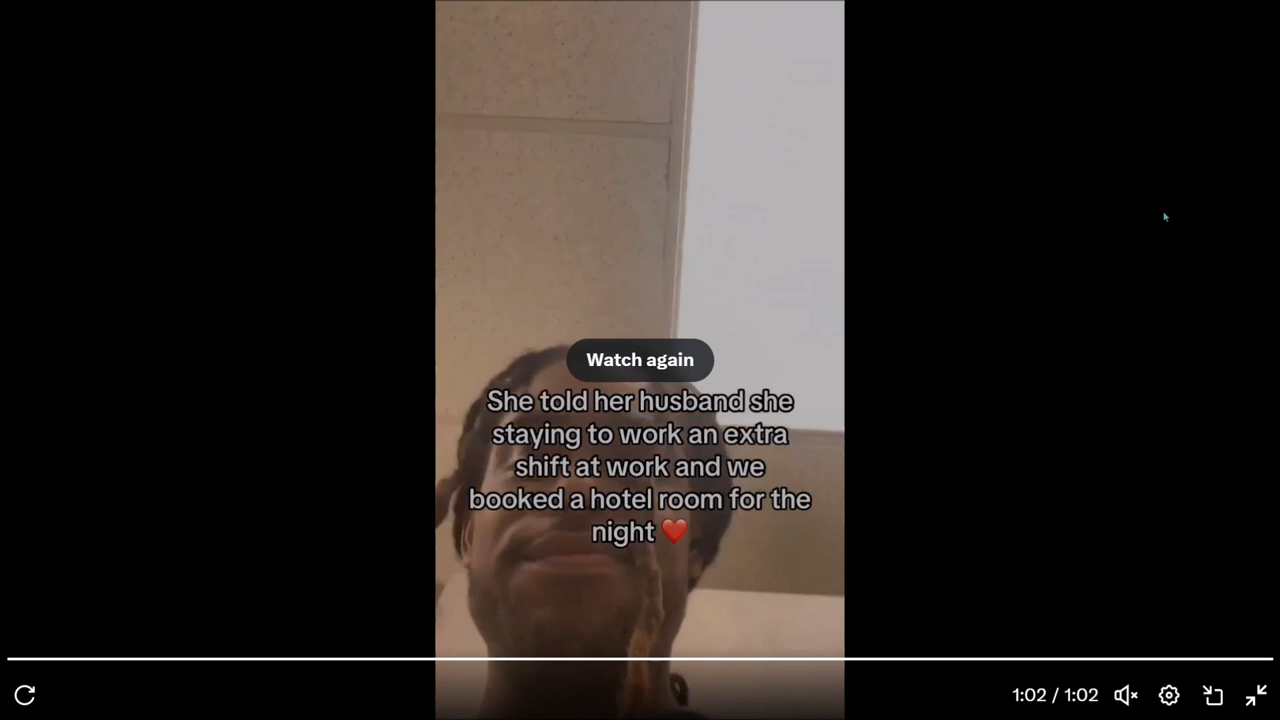 Watch again
She told her husband she
staying to work an extra
shift at work and we
booked a hotel room for the
night ❤️
1:02 / 1:02